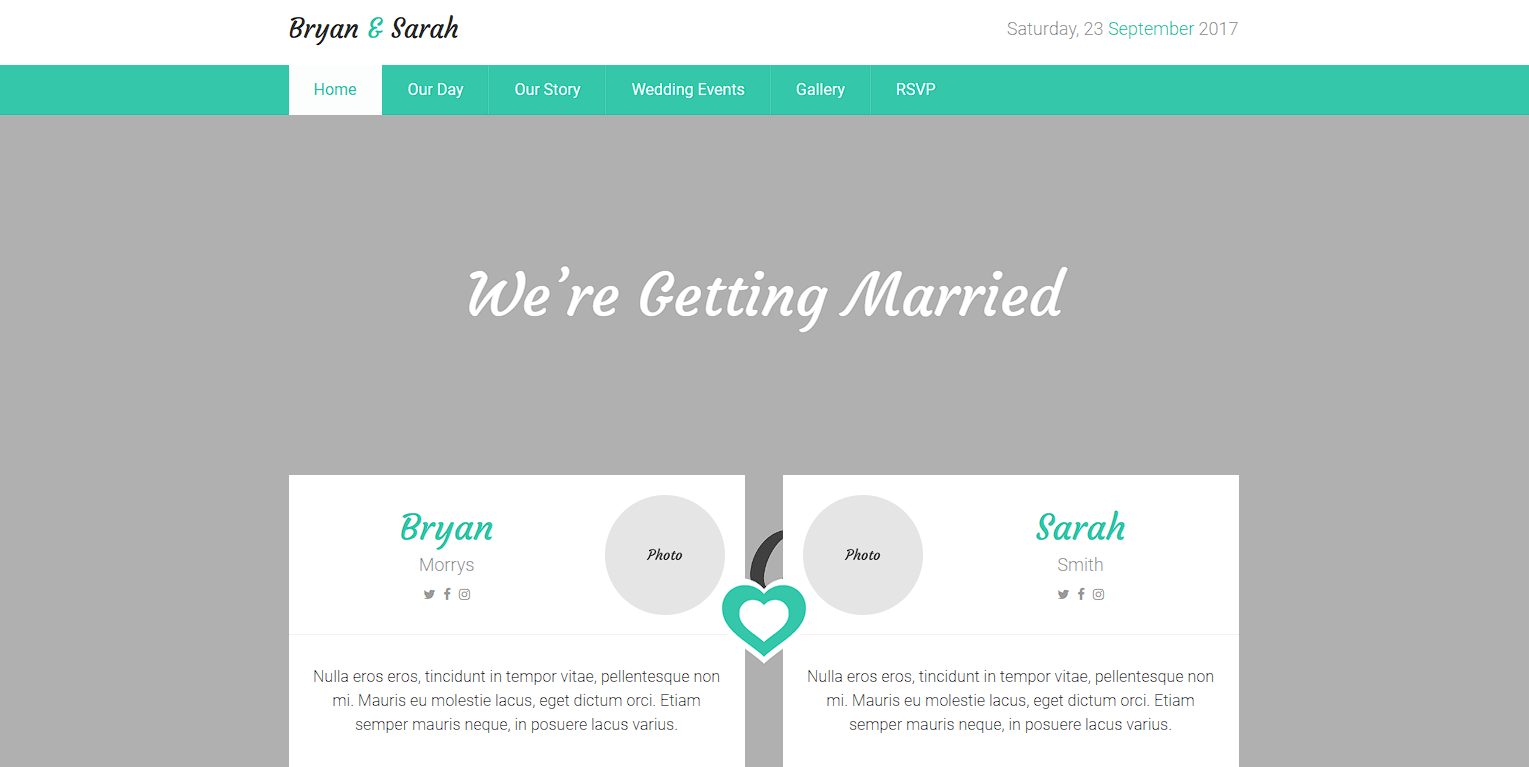 Bryan & Sarah
Saturday, 23 September 2017
Home
Our Day
Our Story
Wedding Events
Gallery
RSVP
We’re Getting Married
Bryan
Morrys
Photo
Nulla eros eros, tincidunt in tempor vitae, pellentesque non
mi. Mauris eu molestie lacus, eget dictum orci. Etiam
semper mauris neque, in posuere lacus varius.
Photo
Sarah
Smith
Nulla eros eros, tincidunt in tempor vitae, pellentesque non
mi. Mauris eu molestie lacus, eget dictum orci. Etiam
semper mauris neque, in posuere lacus varius.